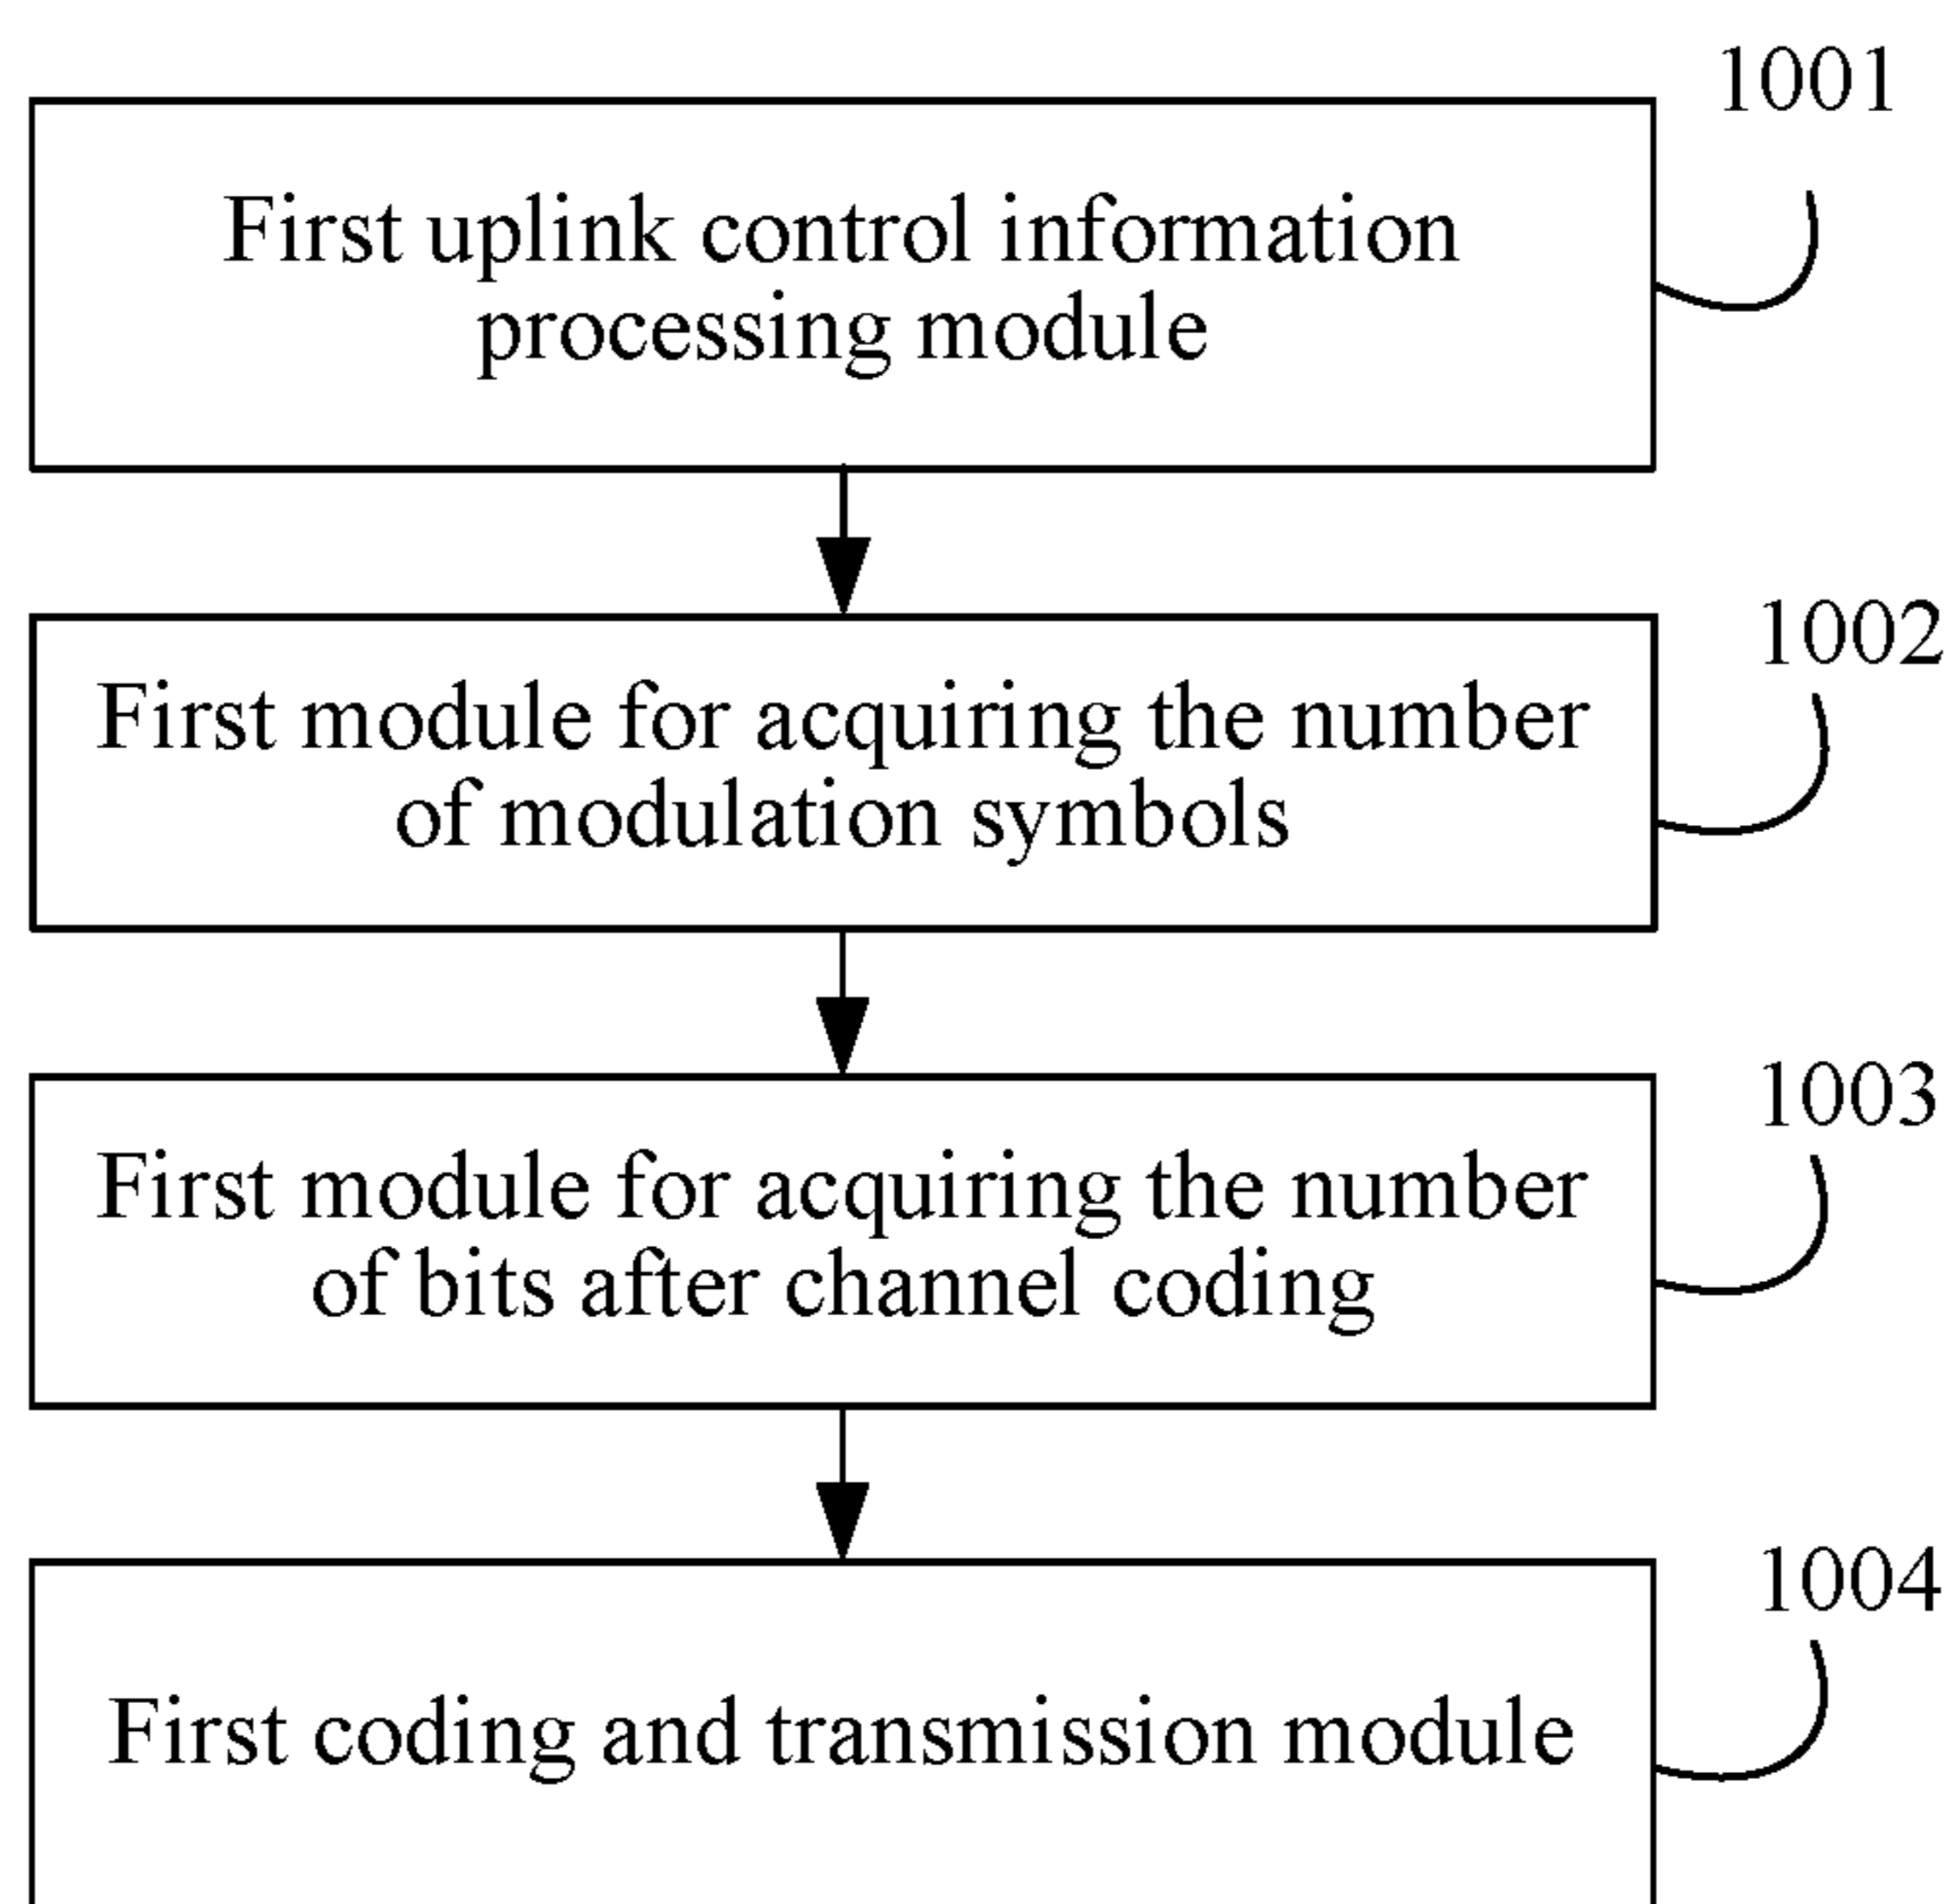 1001
First uplink control information
processing module
1002
First module for acquiring the number
of modulation symbols
1003
First module for acquiring the number
of bits after channel coding
1004
First coding and transmission module